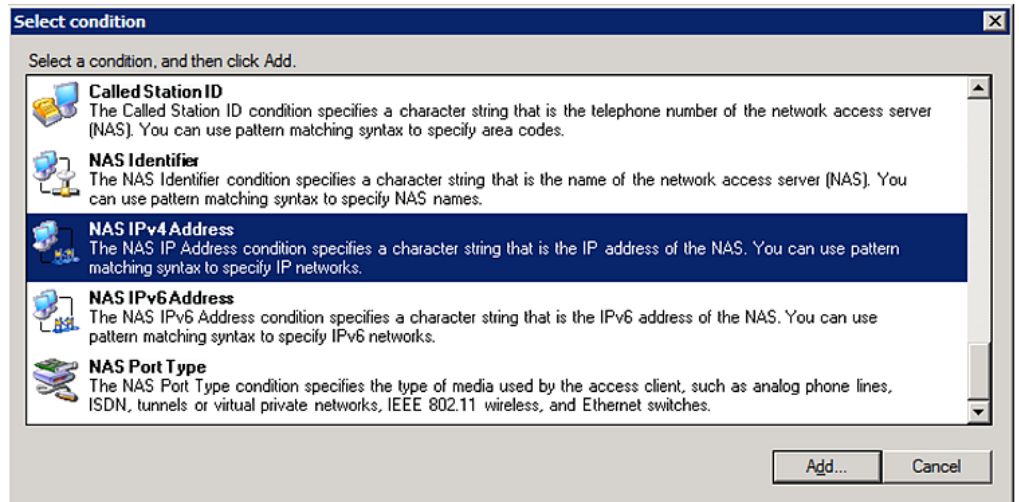 Select condition
Select a condition, and then click Add.
Called Station ID
The Called Station ID condition specifies a character string that is the telephone number of the network access server
(NAS). You can use pattern matching syntax to specify area codes.
NAS Identifier
The NAS Identifier condition specifies a character string that is the name of the network access server (NAS). You
can use pattern matching syntax to specify NAS names.
NAS IPv4 Address
The NAS IP Address condition specifies a character string that is the IP address of the NAS. You can use pattern
matching syntax to specify IP networks.
NAS IPv6 Address
The NAS IPv6 Address condition specifies a character string that is the IPv6 address of the NAS. You can use
pattern matching syntax to specify IPv6 networks.
NAS Port Type
The NAS Port Type condition specifies the type of media used by the access client, such as analog phone lines,
ISDN, tunnels or virtual private networks, IEEE 802.11 wireless, and Ethernet switches.
Add... Cancel